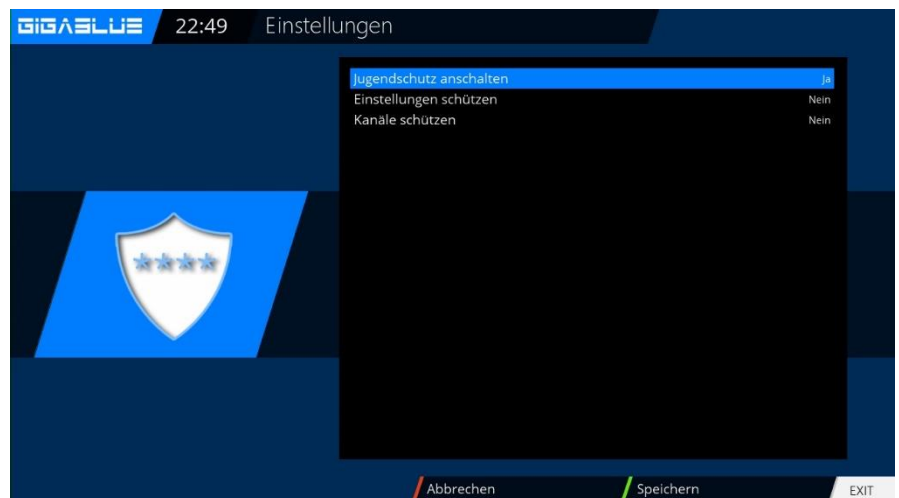 GIGABLUE 22:49 Einstellungen
Jugendschutz anschalten Ja
Einstellungen schützen Nein
Kanäle schützen Nein
****
Abbrechen Speichern EXIT